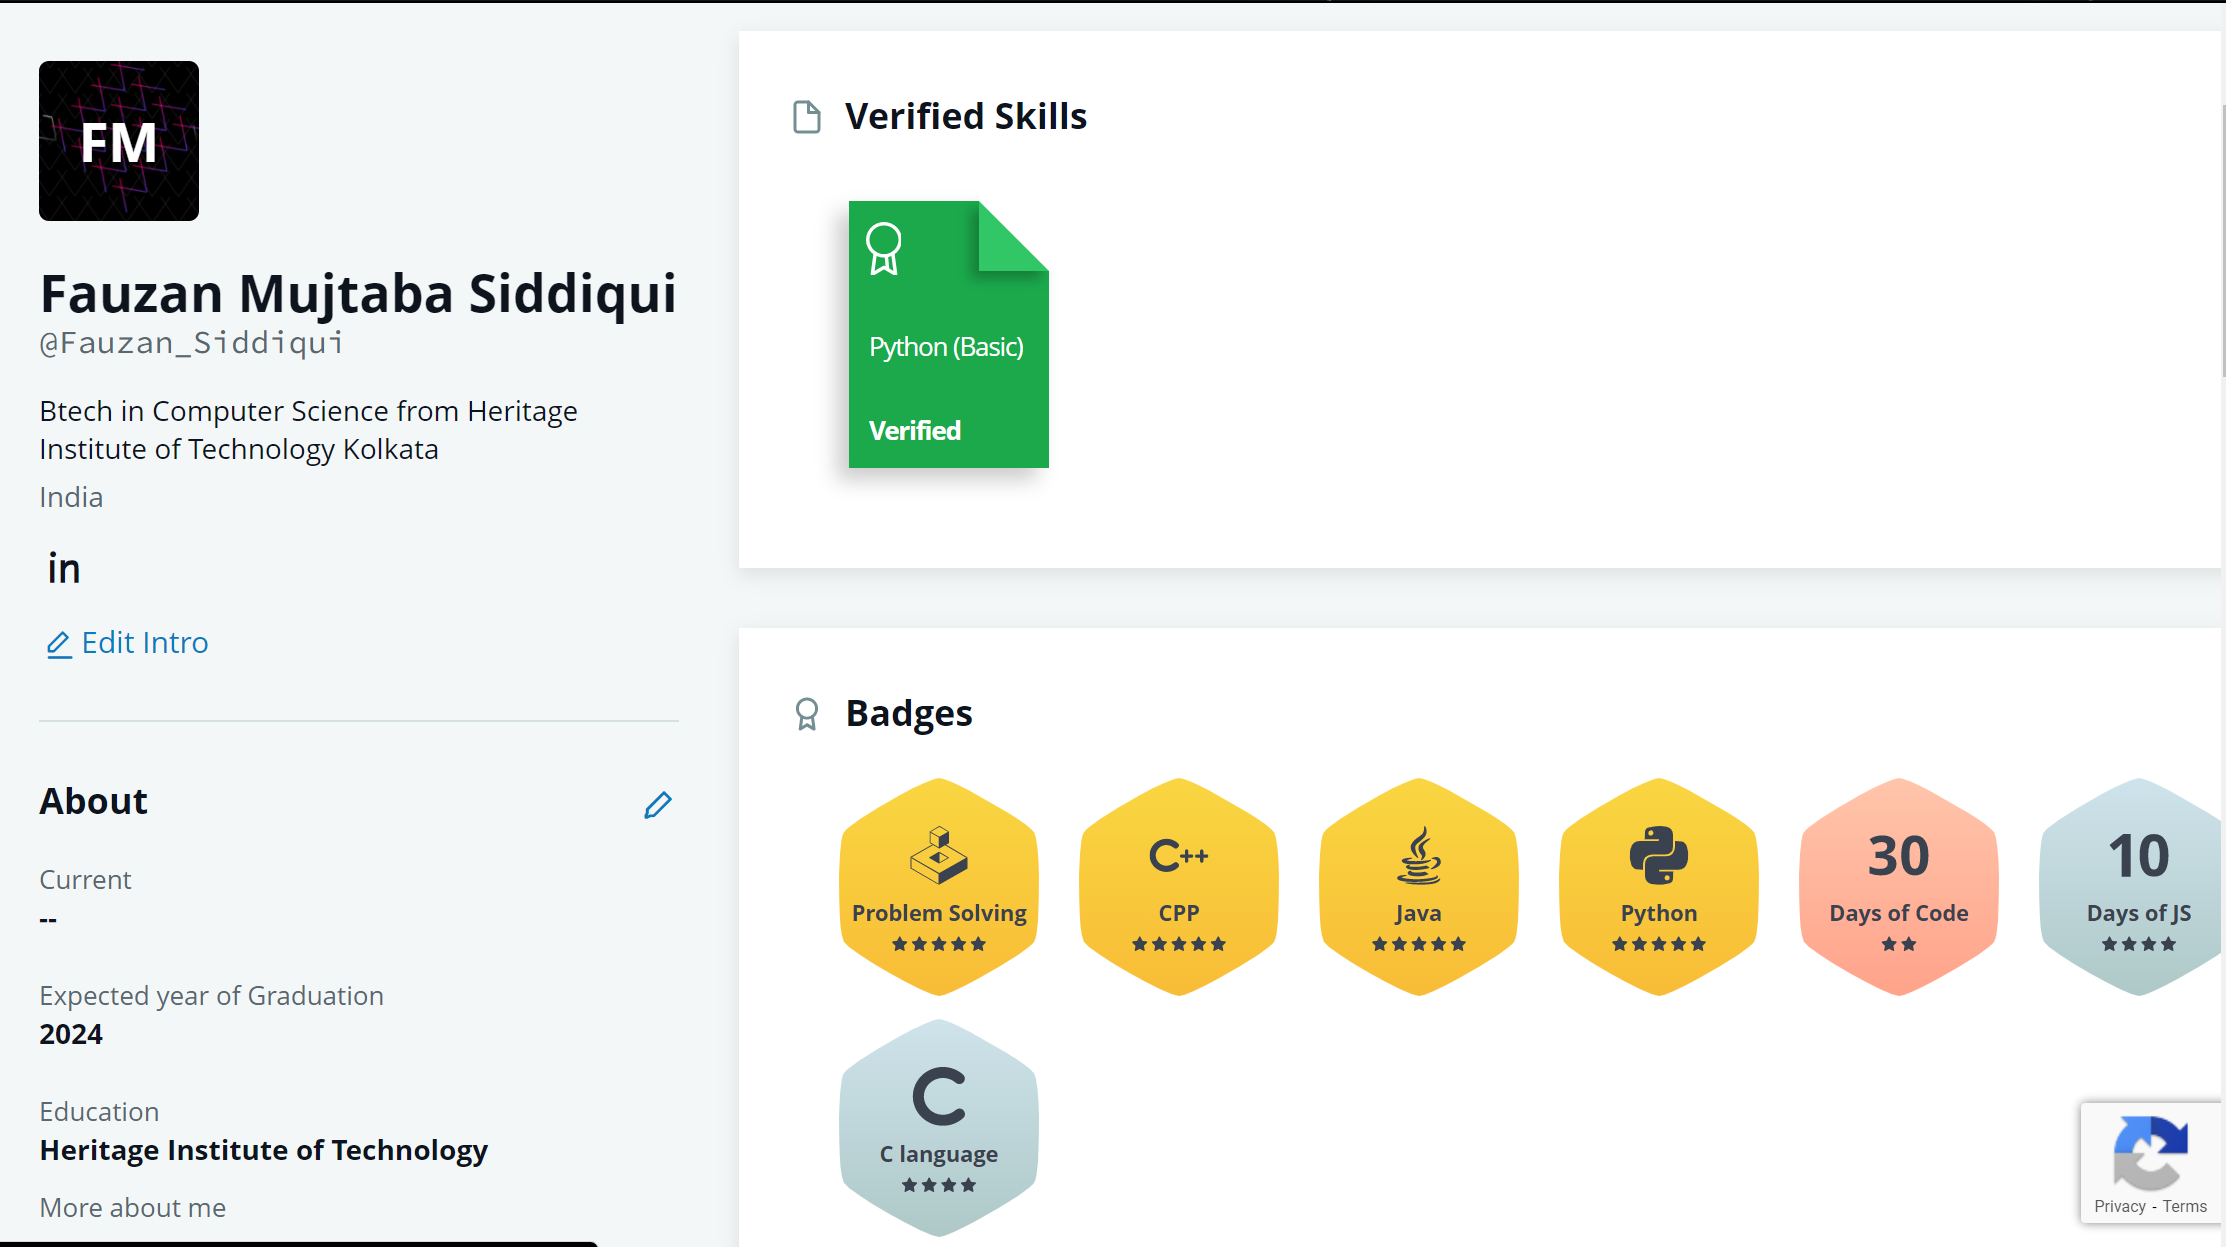 FM
Fauzan Mujtaba Siddiqui
@Fauzan_Siddiqui
Btech in Computer Science from Heritage
Institute of Technology Kolkata
India
in
Edit Intro
About
Current
--
Expected year of Graduation
2024
Education
Heritage Institute of Technology
More about me
Verified Skills
Python (Basic)
Verified
Badges
C++
Problem Solving
CPP
Java
Python
30
Days of Code
10
Days of JS
C
C language
Privacy - Terms